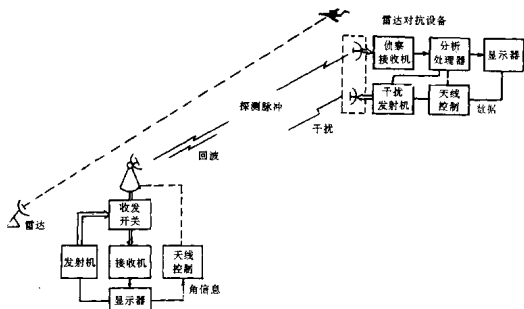 雷达对抗设备
侦察
接收机
分析
处理器
显示器
干扰
发射机
天线
控制
数据
探测脉冲
干扰
回波
雷达
收发
开关
发射机
接收机
天线
控制
显示器
角信息